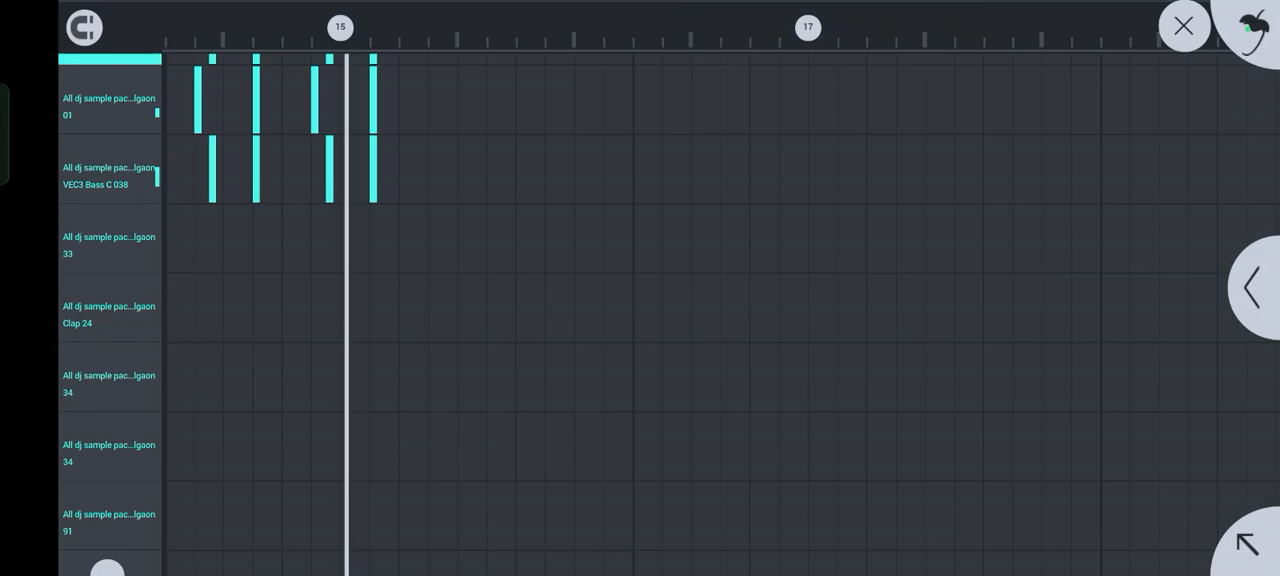 15
17
All dj sample pac...lgaon
01
All dj sample pac...lgaon
VEC3 Bass C 038
All dj sample pac...lgaon
33
All dj sample pac...lgaon
Clap 24
All dj sample pac...lgaon
34
All dj sample pac...lgaon
34
All dj sample pac...lgaon
91